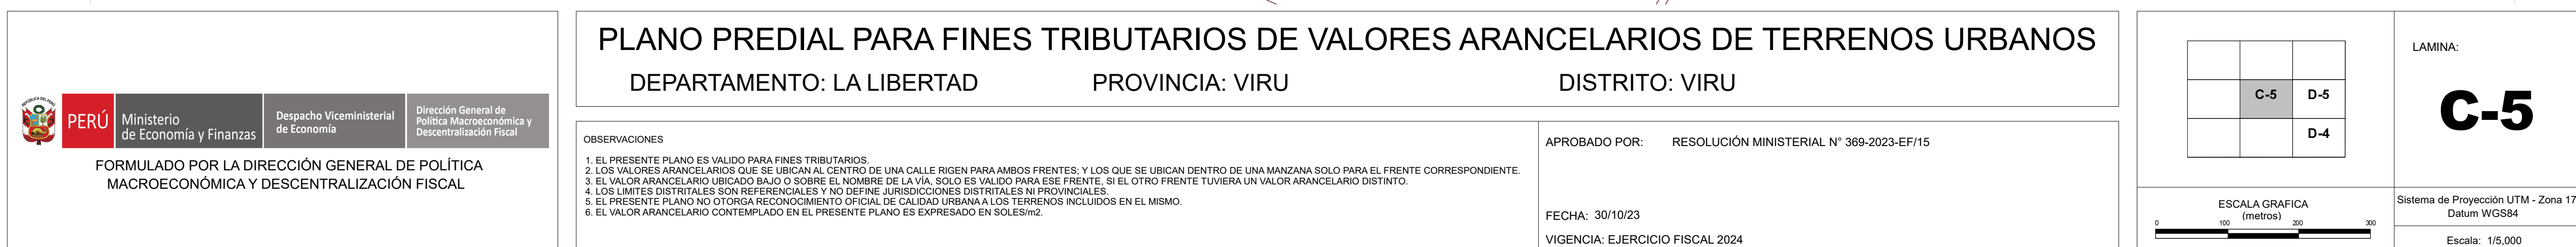 REPÚBLICA DEL PERÚ
PERÚ
Ministerio
de Economía y Finanzas
Despacho Viceministerial
de Economía
Dirección General de
Política Macroeconómica y
Descentralización Fiscal
FORMULADO POR LA DIRECCIÓN GENERAL DE POLÍTICA
MACROECONÓMICA Y DESCENTRALIZACIÓN FISCAL
PLANO PREDIAL PARA FINES TRIBUTARIOS DE VALORES ARANCELARIOS DE TERRENOS URBANOS
DEPARTAMENTO: LA LIBERTAD PROVINCIA: VIRU DISTRITO: VIRU
OBSERVACIONES
1. EL PRESENTE PLANO ES VALIDO PARA FINES TRIBUTARIOS.
2. LOS VALORES ARANCELARIOS QUE SE UBICAN AL CENTRO DE UNA CALLE RIGEN PARA AMBOS FRENTES; Y LOS QUE SE UBICAN DENTRO DE UNA MANZANA SOLO PARA EL FRENTE CORRESPONDIENTE.
3. EL VALOR ARANCELARIO UBICADO BAJO O SOBRE EL NOMBRE DE LA VÍA, SOLO ES VALIDO PARA ESE FRENTE, SI EL OTRO FRENTE TUVIERA UN VALOR ARANCELARIO DISTINTO.
4. LOS LIMITES DISTRITALES SON REFERENCIALES Y NO DEFINE JURISDICCIONES DISTRITALES NI PROVINCIALES.
5. EL PRESENTE PLANO NO OTORGA RECONOCIMIENTO OFICIAL DE CALIDAD URBANA A LOS TERRENOS INCLUIDOS EN EL MISMO.
6. EL VALOR ARANCELARIO CONTEMPLADO EN EL PRESENTE PLANO ES EXPRESADO EN SOLES/m2.
APROBADO POR: RESOLUCIÓN MINISTERIAL N° 369-2023-EF/15
FECHA: 30/10/23
VIGENCIA: EJERCICIO FISCAL 2024
C-5 D-5
D-4
ESCALA GRAFICA
(metros)
0 100 200 300
LAMINA:
C-5
Sistema de Proyección UTM - Zona 17
Datum WGS84
Escala: 1/5,000